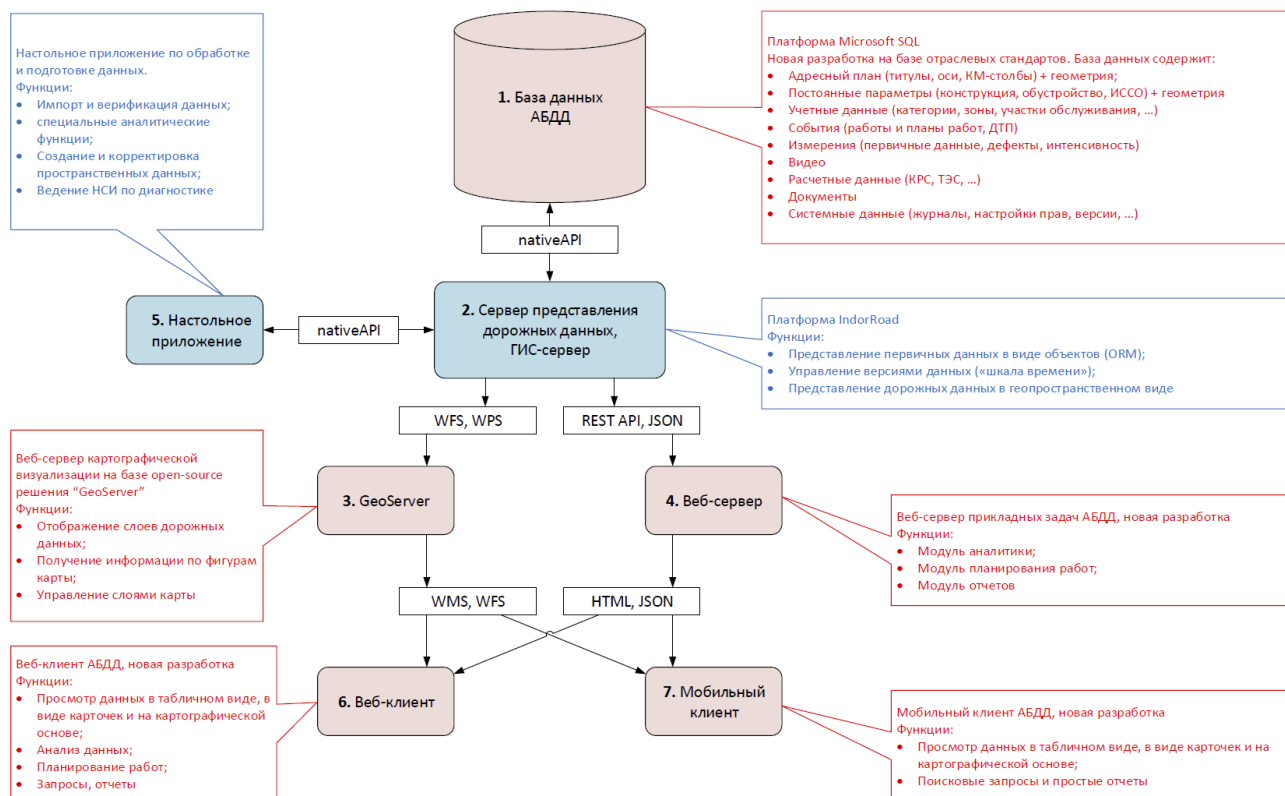 Настольное приложение по обработке
и подготовке данных.
Функции:
• Импорт и верификация данных;
• специальные аналитические
функции;
• Создание и корректировка
пространственных данных;
• Ведение НСИ по диагностике
1. База данных
АБДД
Платформа Microsoft SQL
Новая разработка на базе отраслевых стандартов. База данных содержит:
• Адресный план (титулы, оси, КМ-столбы) + геометрия;
• Постоянные параметры (конструкция, обустройство, ИССО) + геометрия
• Учетные данные (категории, зоны, участки обслуживания, ...)
• События (работы и планы работ, ДТП)
• Измерения (первичные данные, дефекты, интенсивность)
• Видео
• Расчетные данные (КРС, ТЭС, ...)
• Документы
• Системные данные (журналы, настройки прав, версии, ...)
nativeAPI
5. Настольное
приложение
nativeAPI
2. Сервер представления
дорожных данных,
ГИС-сервер
Платформа IndorRoad
Функции:
• Представление первичных данных в виде объектов (ORM);
• Управление версиями данных («шкала времени»);
• Представление дорожных данных в геопространственном виде
WFS, WPS
REST API, JSON
Веб-сервер картографической
визуализации на базе open-source
решения “GeoServer”
Функции:
• Отображение слоев дорожных
данных;
• Получение информации по фигурам
карты;
• Управление слоями карты
3. GeoServer
4. Веб-сервер
Веб-сервер прикладных задач АБДД, новая разработка
Функции:
• Модуль аналитики;
• Модуль планирования работ;
• Модуль отчетов
WMS, WFS
HTML, JSON
Веб-клиент АБДД, новая разработка
Функции:
• Просмотр данных в табличном виде, в
виде карточек и на картографической
основе;
• Анализ данных;
• Планирование работ;
• Запросы, отчеты
6. Веб-клиент
7. Мобильный
клиент
Мобильный клиент АБДД, новая разработка
Функции:
• Просмотр данных в табличном виде, в виде карточек и на
картографической основе;
• Поисковые запросы и простые отчеты